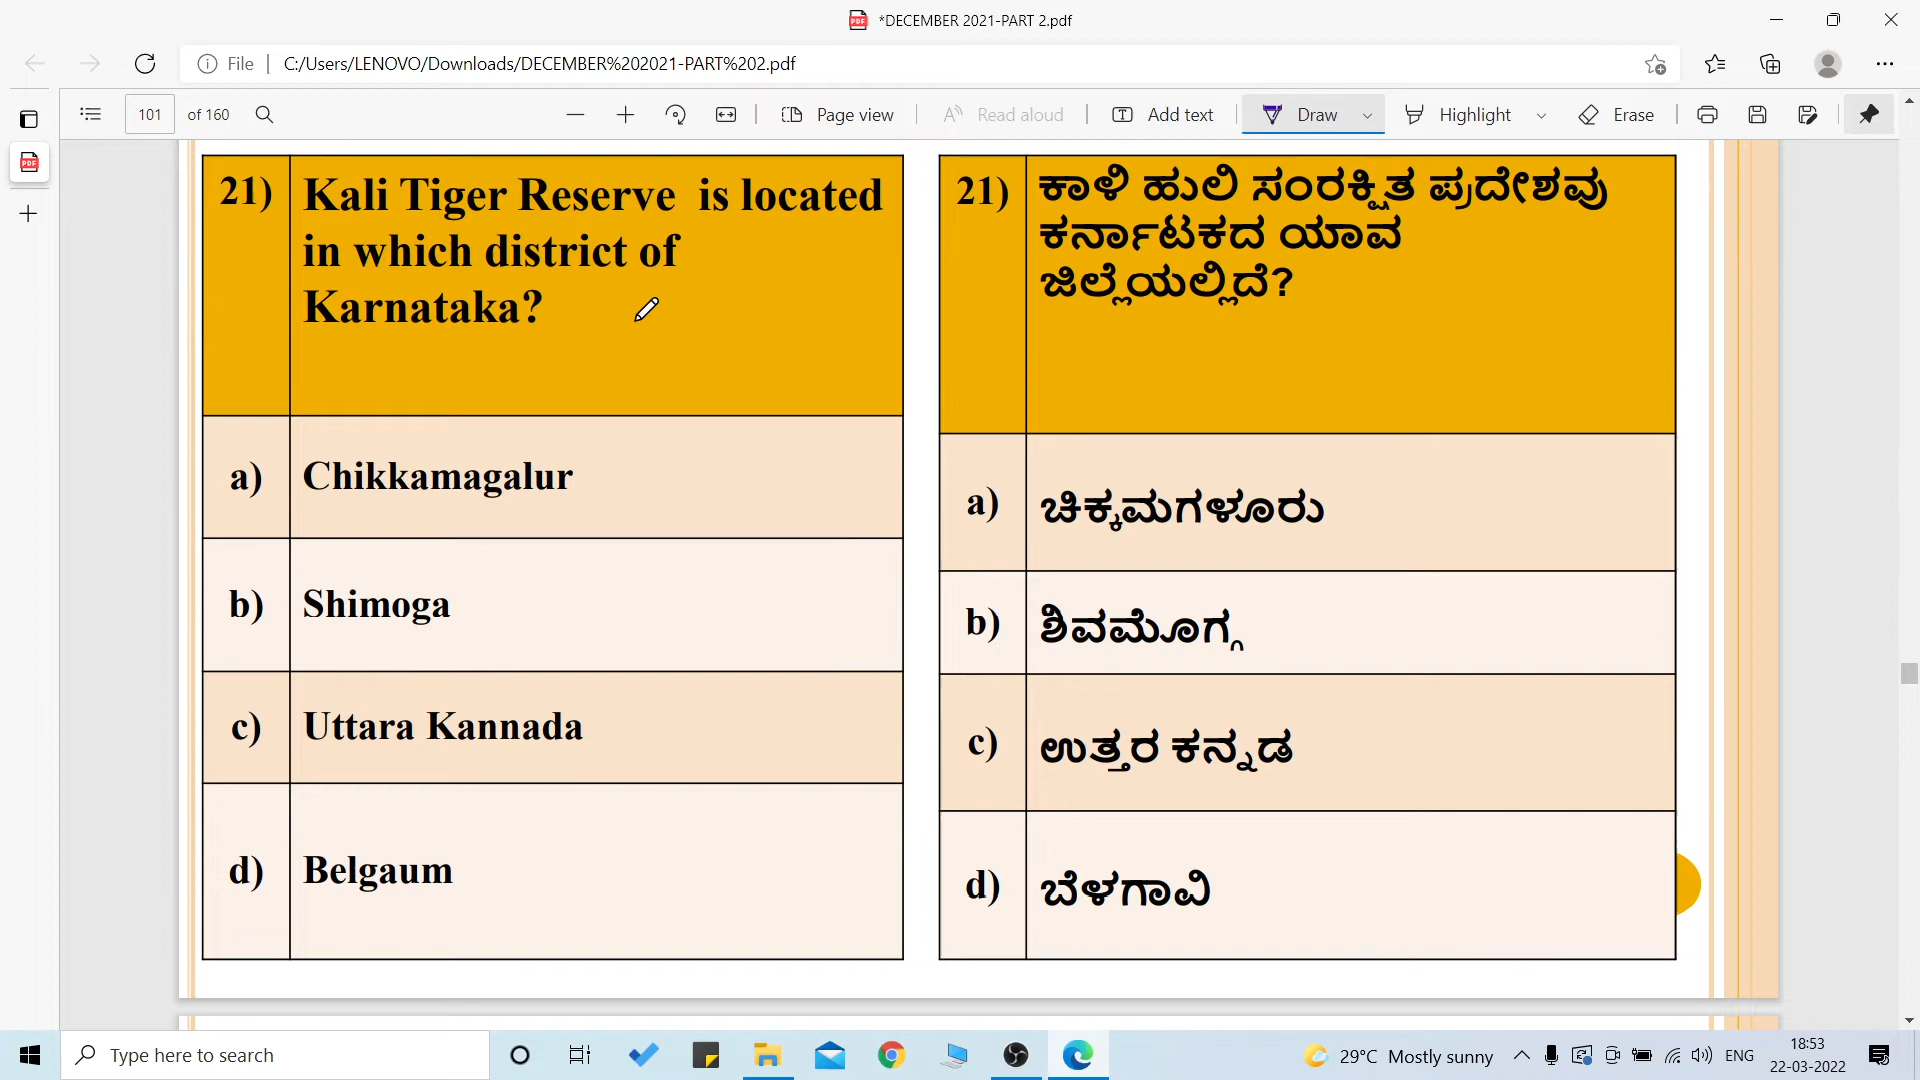 *DECEMBER 2021-PART 2.pdf
File C:/Users/LENOVO/Downloads/DECEMBER%202021-PART%202.pdf
101 of 160 Page view Read aloud Add text Draw Highlight Erase
21) Kali Tiger Reserve is located
in which district of
Karnataka?
a) Chikkamagalur
b) Shimoga
c) Uttara Kannada
d) Belgaum
21) ಕಾಳಿ ಹುಲಿ ಸಂರಕ್ಷಿತ ಪ್ರದೇಶವು
ಕರ್ನಾಟಕದ ಯಾವ
ಜಿಲ್ಲೆಯಲ್ಲಿದೆ?
a) ಚಿಕ್ಕಮಗಳೂರು
b) ಶಿವಮೊಗ್ಗ
c) ಉತ್ತರ ಕನ್ನಡ
d) ಬೆಳಗಾವಿ
Type here to search
29°C Mostly sunny
ENG
18:53
22-03-2022